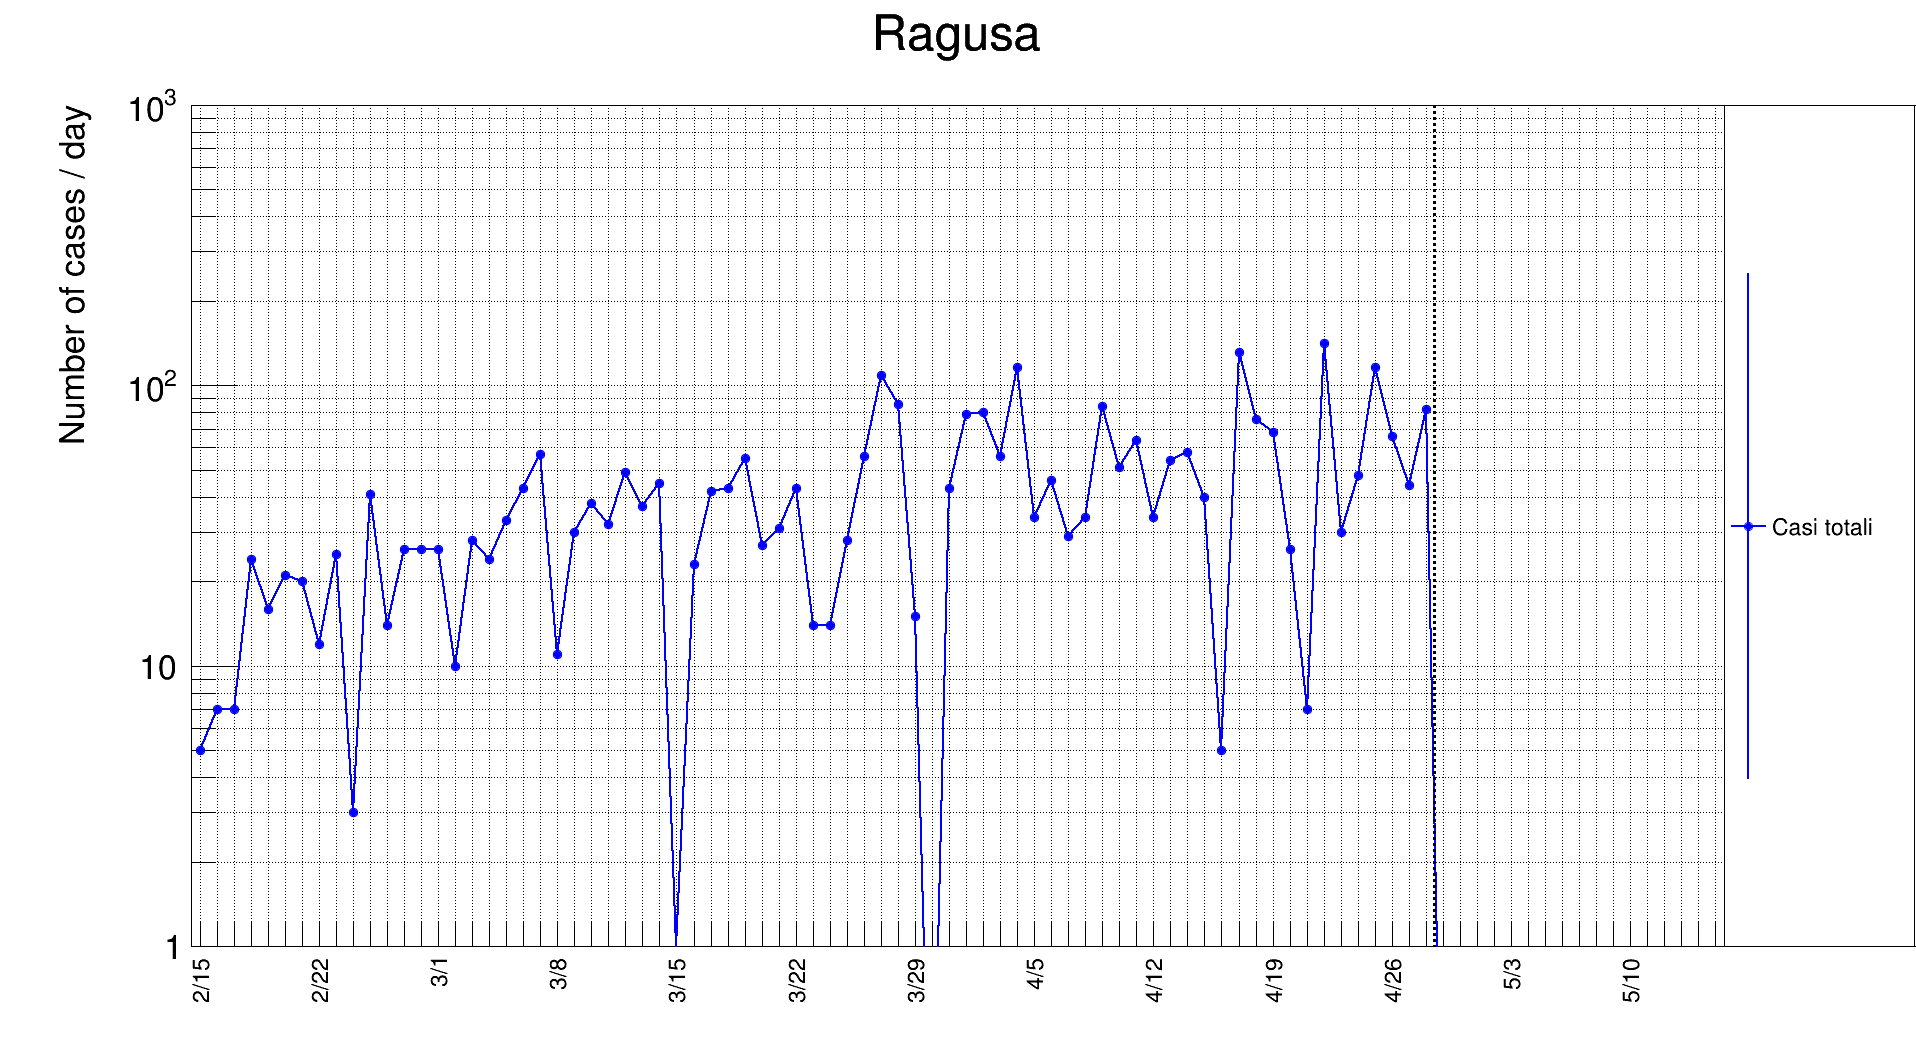 Ragusa
Number of cases / day
10³
10²
10
1
2/15 2/22 3/1 3/8 3/15 3/22 3/29 4/5 4/12 4/19 4/26 5/3 5/10
Casi totali